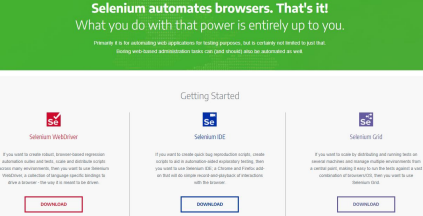 Selenium automates browsers. That's it!
What you do with that power is entirely up to you.
Primarily it is for automating web applications for testing purposes, but is certainly not limited to just that.
Boring web-based administration tasks can (and should) also be automated as well.
Getting Started
Se
Selenium WebDriver
If you want to create robust, browser-based regression
automation suites and tests, scale and distribute scripts
across many environments, then you want to use Selenium
WebDriver, a collection of language specific bindings to
drive a browser - the way it is meant to be driven.
DOWNLOAD
Se
Selenium IDE
If you want to create quick bug reproduction scripts, create
scripts to aid in automation-aided exploratory testing, then
you want to use Selenium IDE; a Chrome and Firefox add-
on that will do simple record-and-playback of interactions
with the browser.
DOWNLOAD
Se
Selenium Grid
If you want to scale by distributing and running tests on
several machines and manage multiple environments from
a central point, making it easy to run the tests against a vast
combination of browsers/OS, then you want to use
Selenium Grid.
DOWNLOAD